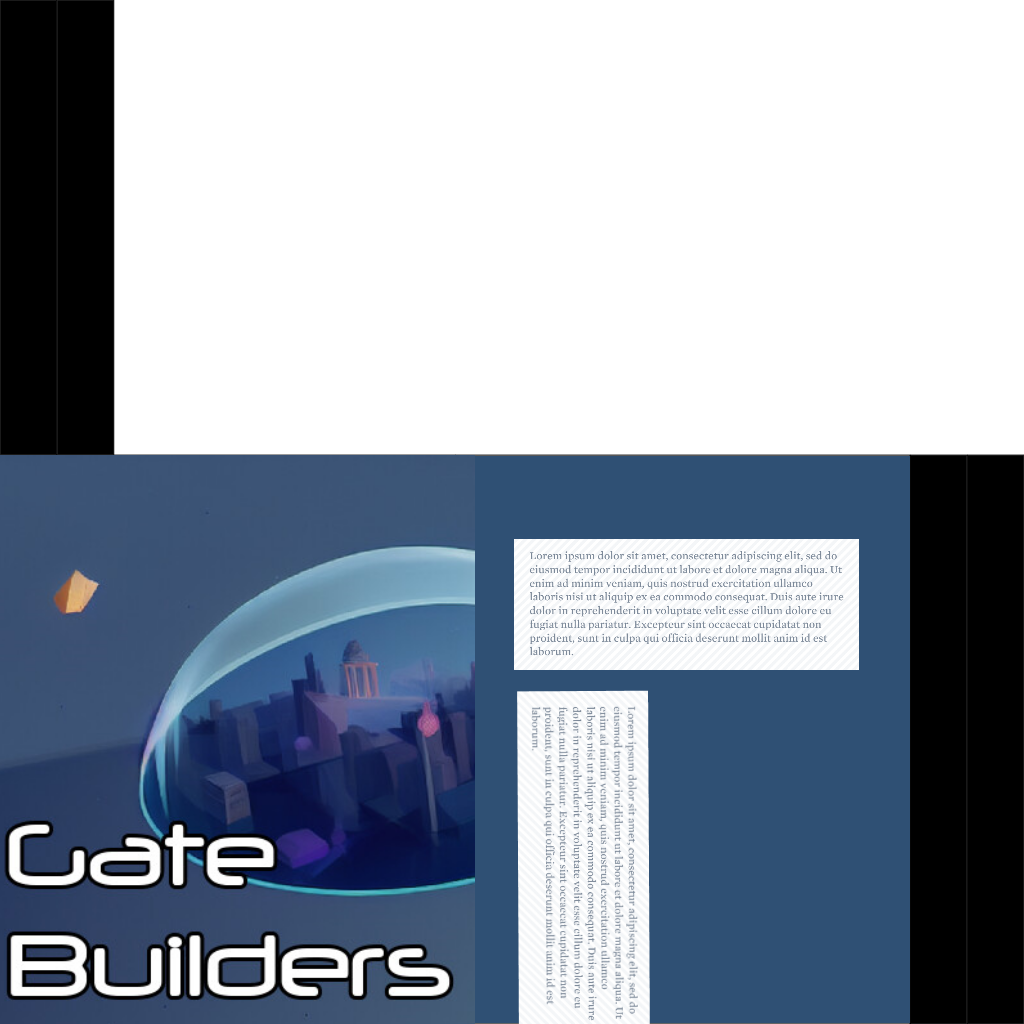 Gate
Builders
Lorem ipsum dolor sit amet, consectetur adipiscing elit, sed do
eiusmod tempor incididunt ut labore et dolore magna aliqua. Ut
enim ad minim veniam, quis nostrud exercitation ullamco
laboris nisi ut aliquip ex ea commodo consequat. Duis aute irure
dolor in reprehenderit in voluptate velit esse cillum dolore eu
fugiat nulla pariatur. Excepteur sint occaecat cupidatat non
proident, sunt in culpa qui officia deserunt mollit anim id est
laborum.
Lorem ipsum dolor sit amet, consectetur adipiscing elit, sed do
eiusmod tempor incididunt ut labore et dolore magna aliqua. Ut
enim ad minim veniam, quis nostrud exercitation ullamco
laboris nisi ut aliquip ex ea commodo consequat. Duis aute irure
dolor in reprehenderit in voluptate velit esse cillum dolore eu
fugiat nulla pariatur. Excepteur sint occaecat cupidatat non
proident, sunt in culpa qui officia deserunt mollit anim id est
laborum.